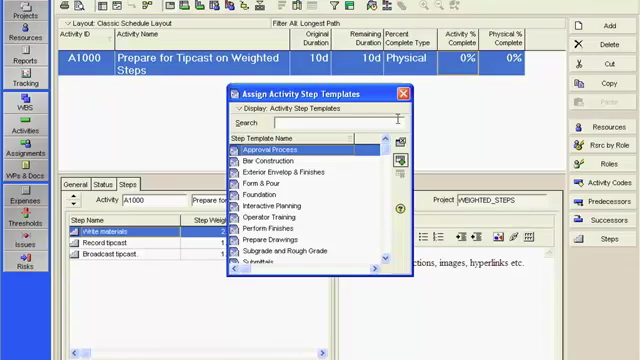 Projects
Resources
Reports
Tracking
WBS
Activities
Assignments
WPs & Docs
Expenses
Thresholds
Issues
Risks
Layout: Classic Schedule Layout
Filter All: Longest Path
Activity ID
Activity Name
Original Duration
Remaining Duration
Percent Complete Type
Activity % Complete
Physical % Complete
A1000
Prepare for Tipcast on Weighted Steps
10d
10d
Physical
0%
0%
Add
Delete
Cut
Copy
Paste
Resources
Rsrc by Role
Roles
Activity Codes
Predecessors
Successors
Steps
Assign Activity Step Templates
Display: Activity Step Templates
Search
Step Template Name
Approval Process
Bar Construction
Exterior Envelop & Finishes
Form & Pour
Foundation
Interactive Planning
Operator Training
Perform Finishes
Prepare Drawings
Subgrade and Rough Grade
Submittals
General
Status
Steps
Activity
A1000
Prepare for
Project
WEIGHTED_STEPS
Step Name
Step Weight
Write materials
2
Record tipcast
1
Broadcast tipcast.
1
ctions, images, hyperlinks etc.